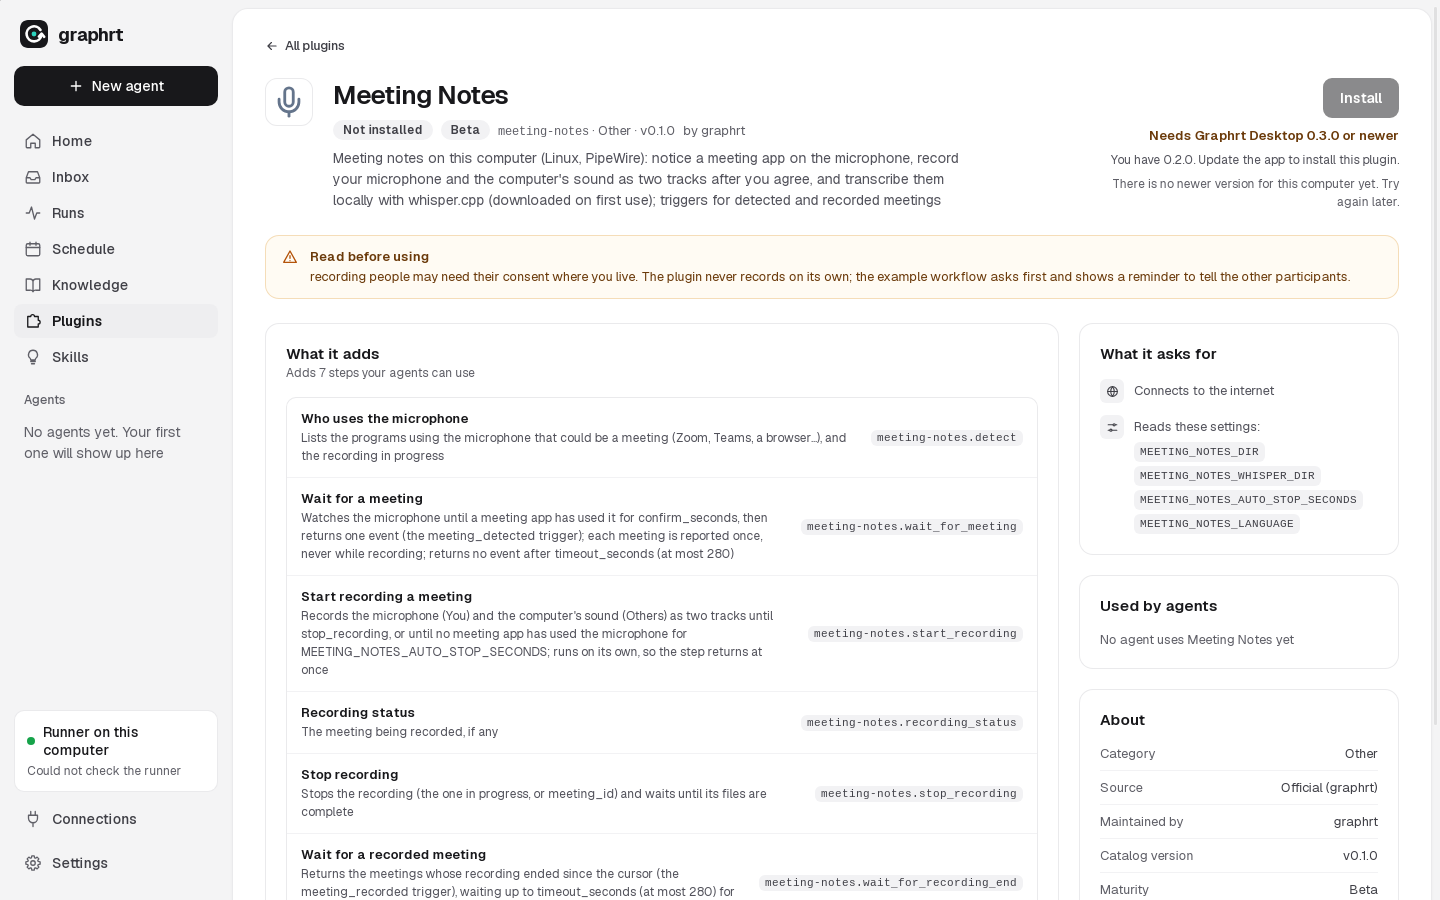 graphrt
New agent
Home
Inbox
Runs
Schedule
Knowledge
Plugins
Skills
Agents
No agents yet. Your first
one will show up here
Runner on this
computer
Could not check the runner
Connections
Settings
All plugins
Meeting Notes
Not installed
Beta
meeting-notes · Other · v0.1.0 by graphrt
Meeting notes on this computer (Linux, PipeWire): notice a meeting app on the microphone, record
your microphone and the computer's sound as two tracks after you agree, and transcribe them
locally with whisper.cpp (downloaded on first use); triggers for detected and recorded meetings
Install
Needs Graphrt Desktop 0.3.0 or newer
You have 0.2.0. Update the app to install this plugin.
There is no newer version for this computer yet. Try
again later.
Read before using
recording people may need their consent where you live. The plugin never records on its own; the example workflow asks first and shows a reminder to tell the other participants.
What it adds
Adds 7 steps your agents can use
Who uses the microphone
Lists the programs using the microphone that could be a meeting (Zoom, Teams, a browser...), and
the recording in progress
meeting-notes.detect
Wait for a meeting
Watches the microphone until a meeting app has used it for confirm_seconds, then
returns one event (the meeting_detected trigger); each meeting is reported once,
never while recording; returns no event after timeout_seconds (at most 280)
meeting-notes.wait_for_meeting
Start recording a meeting
Records the microphone (You) and the computer's sound (Others) as two tracks until
stop_recording, or until no meeting app has used the microphone for
MEETING_NOTES_AUTO_STOP_SECONDS; runs on its own, so the step returns at
once
meeting-notes.start_recording
Recording status
The meeting being recorded, if any
meeting-notes.recording_status
Stop recording
Stops the recording (the one in progress, or meeting_id) and waits until its files are
complete
meeting-notes.stop_recording
Wait for a recorded meeting
Returns the meetings whose recording ended since the cursor (the
meeting_recorded trigger), waiting up to timeout_seconds (at most 280) for
meeting-notes.wait_for_recording_end
What it asks for
Connects to the internet
Reads these settings:
MEETING_NOTES_DIR
MEETING_NOTES_WHISPER_DIR
MEETING_NOTES_AUTO_STOP_SECONDS
MEETING_NOTES_LANGUAGE
Used by agents
No agent uses Meeting Notes yet
About
Category Other
Source Official (graphrt)
Maintained by graphrt
Catalog version v0.1.0
Maturity Beta